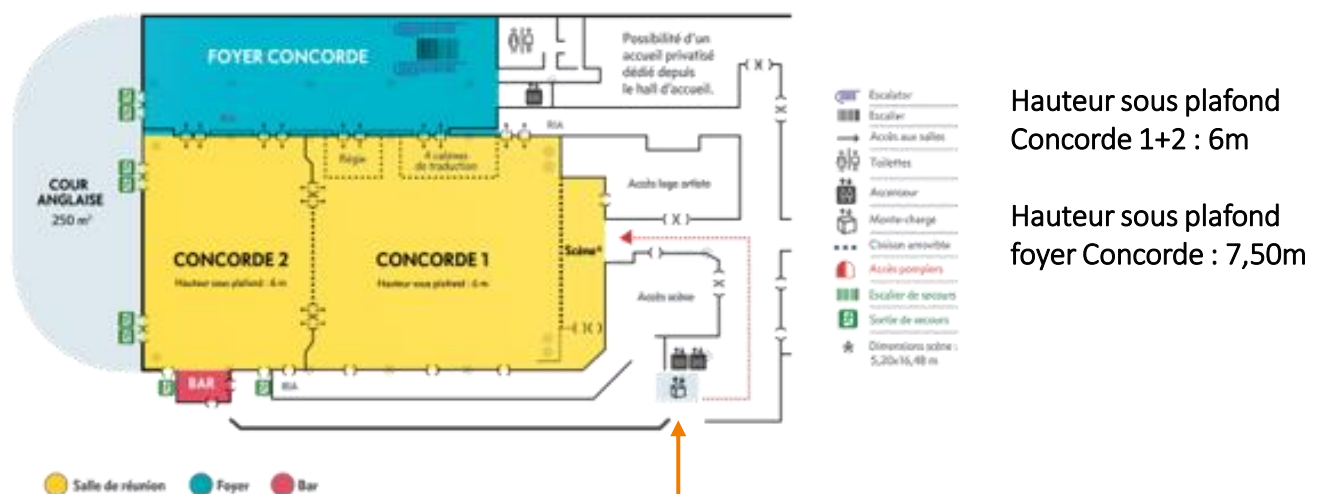 FOYER CONCORDE
Possibilité d'un
accueil privatisé
dédié depuis
le hall d'accueil.
RIA
RIA
Régie
4 cabines
de traduction
COUR
ANGLAISE
250 m²
Accès loge artiste
CONCORDE 2
Hauteur sous plafond : 6 m
CONCORDE 1
Hauteur sous plafond : 6 m
Scène*
Accès scène
BAR
RIA
Escalator
Escalier
Accès aux salles
Toilettes
Ascenseur
Monte-charge
Cloison amovible
Accès pompiers
Escalier de secours
Sortie de secours
Dimensions scène :
5,20x16,48 m
Hauteur sous plafond
Concorde 1+2 : 6m
Hauteur sous plafond
foyer Concorde : 7,50m
Salle de réunion
Foyer
Bar